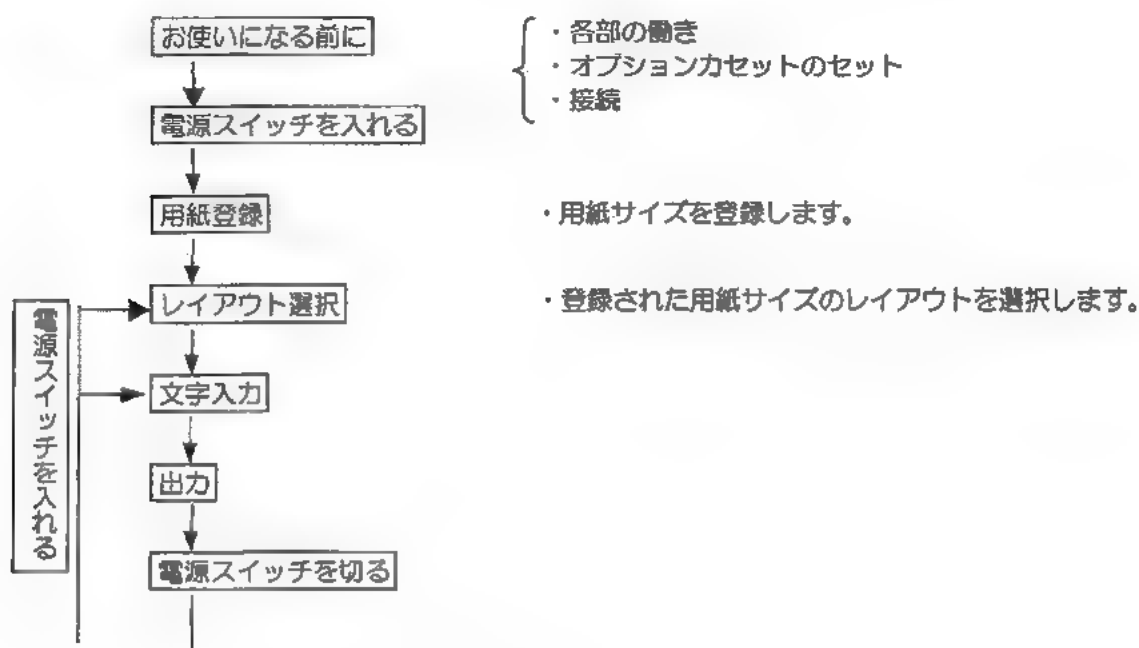 お使いになる前に
・各部の働き
・オプションカセットのセット
・接続
電源スイッチを入れる
用紙登録
・用紙サイズを登録します。
レイアウト選択
・登録された用紙サイズのレイアウトを選択します。
電源スイッチを入れる
文字入力
出力
電源スイッチを切る